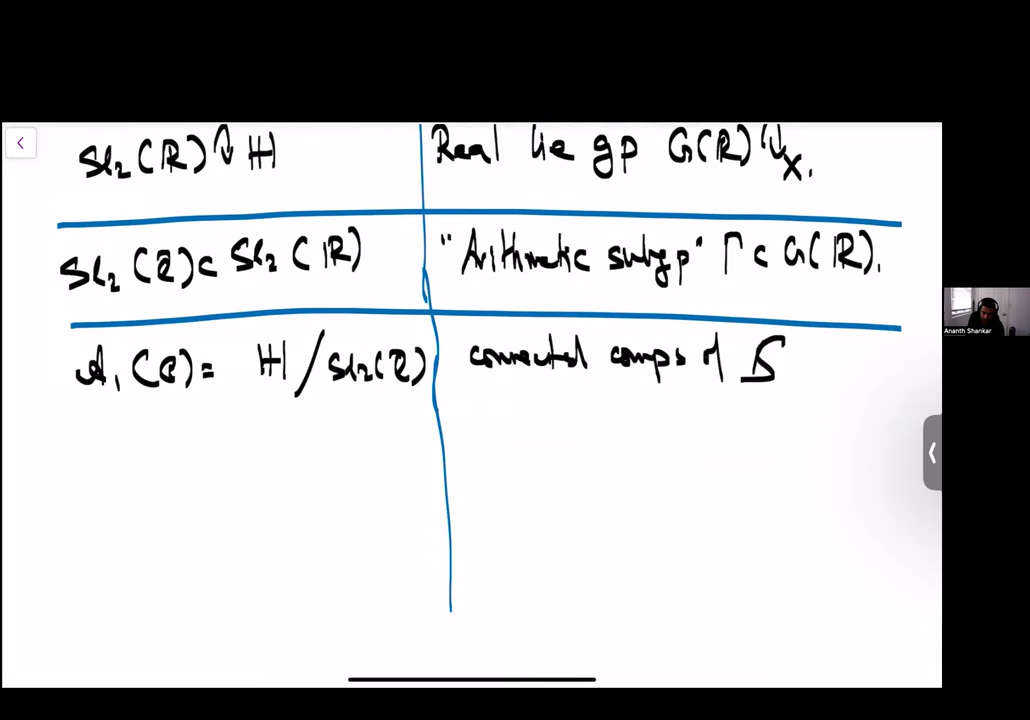 SL₂(ℝ) ↻ ℍ
Real lie gp G(ℝ) ↻ X.
SL₂(ℤ) ⊂ SL₂(ℝ)
"Arithmetic subgp" Γ ⊂ G(ℝ).
𝒜₁(ℂ) = ℍ/SL₂(ℤ)
connected comps of S
Ananth Shankar